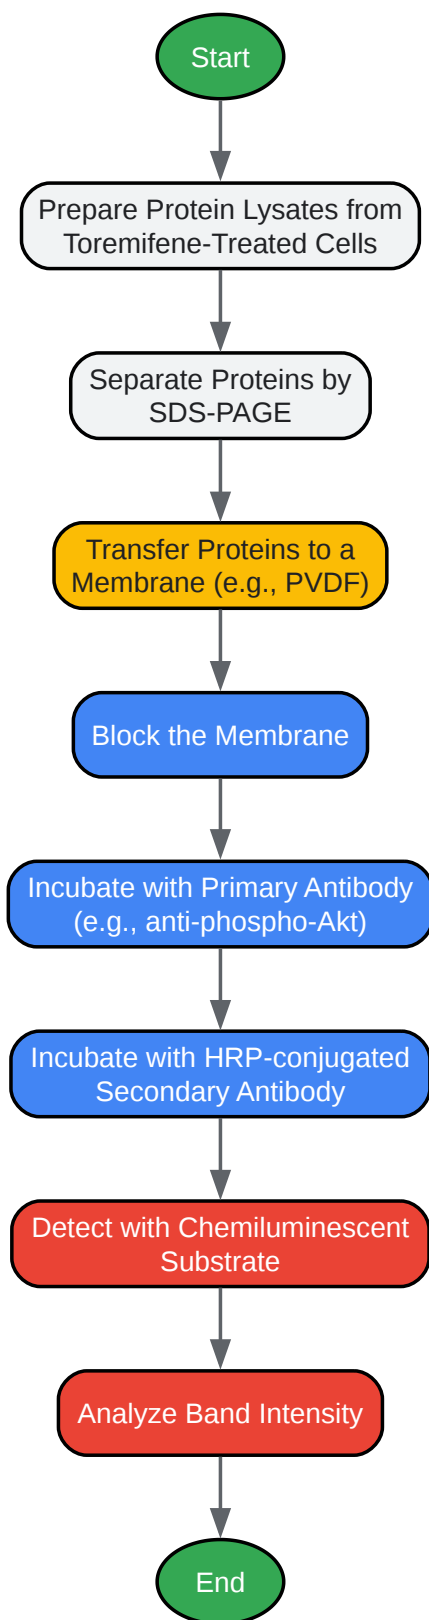 Start
Prepare Protein Lysates from
Toremifene-Treated Cells
Separate Proteins by
SDS-PAGE
Transfer Proteins to a
Membrane (e.g., PVDF)
Block the Membrane
Incubate with Primary Antibody
(e.g., anti-phospho-Akt)
Incubate with HRP-conjugated
Secondary Antibody
Detect with Chemiluminescent
Substrate
Analyze Band Intensity
End